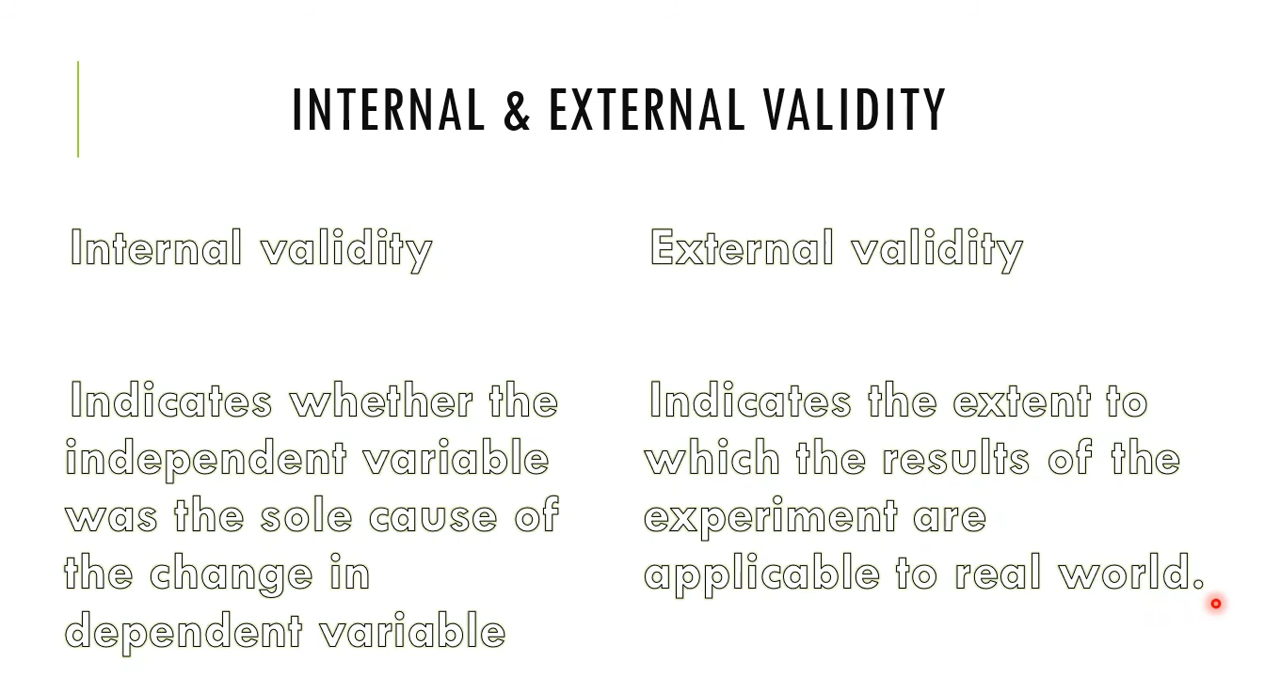 INTERNAL & EXTERNAL VALIDITY
Internal validity
Indicates whether the
independent variable
was the sole cause of
the change in
dependent variable
External validity
Indicates the extent to
which the results of the
experiment are
applicable to real world.